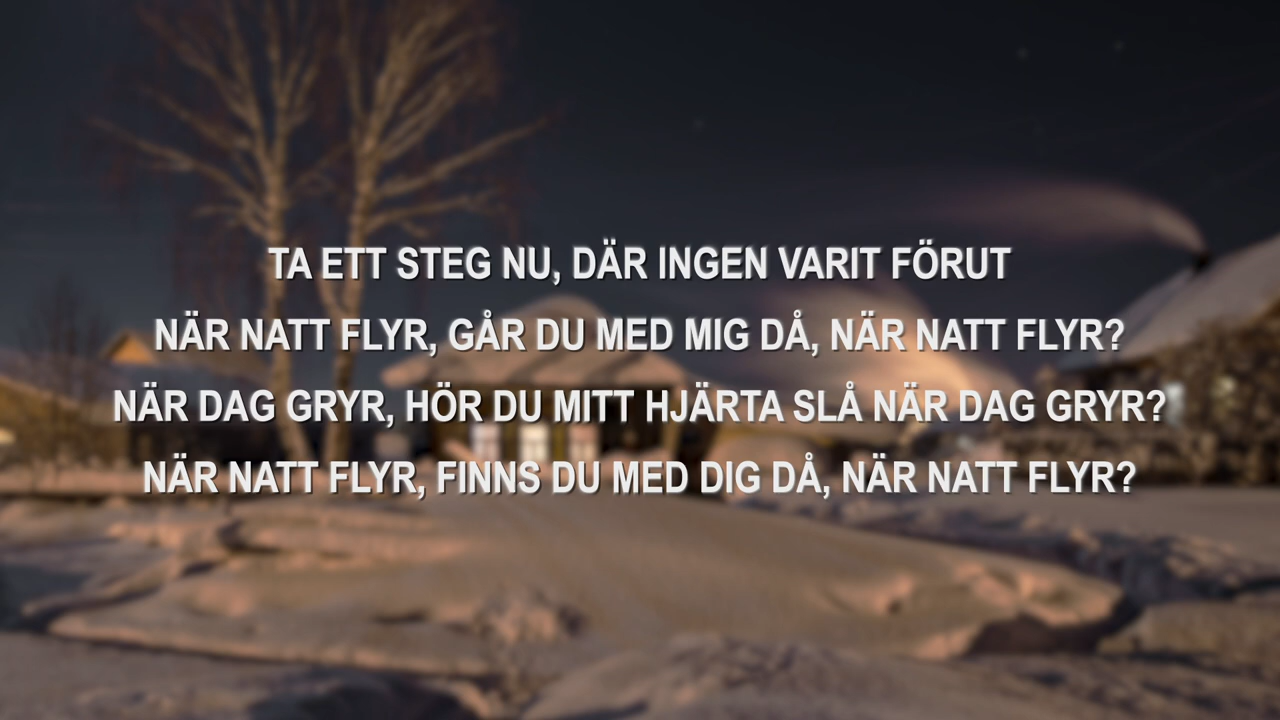 TA ETT STEG NU, DÄR INGEN VARIT FÖRUT
NÄR NATT FLYR, GÅR DU MED MIG DÅ, NÄR NATT FLYR?
NÄR DAG GRYR, HÖR DU MITT HJÄRTA SLÅ NÄR DAG GRYR?
NÄR NATT FLYR, FINNS DU MED DIG DÅ, NÄR NATT FLYR?